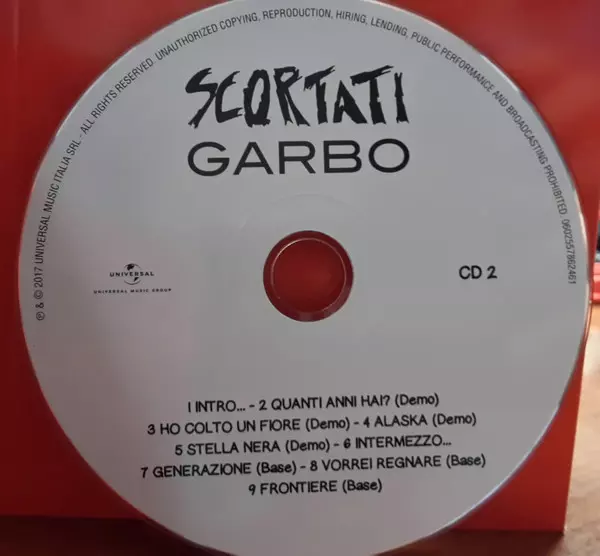 ℗ & © 2017 UNIVERSAL MUSIC ITALIA SRL - ALL RIGHTS RESERVED. UNAUTHORIZED COPYING, REPRODUCTION, HIRING, LENDING, PUBLIC PERFORMANCE AND BROADCASTING PROHIBITED. 0602557862461
SCORTATI
GARBO
UNIVERSAL
UNIVERSAL MUSIC GROUP
CD 2
1 INTRO... - 2 QUANTI ANNI HAI? (Demo)
3 HO COLTO UN FIORE (Demo) - 4 ALASKA (Demo)
5 STELLA NERA (Demo) - 6 INTERMEZZO...
7 GENERAZIONE (Base) - 8 VORREI REGNARE (Base)
9 FRONTIERE (Base)